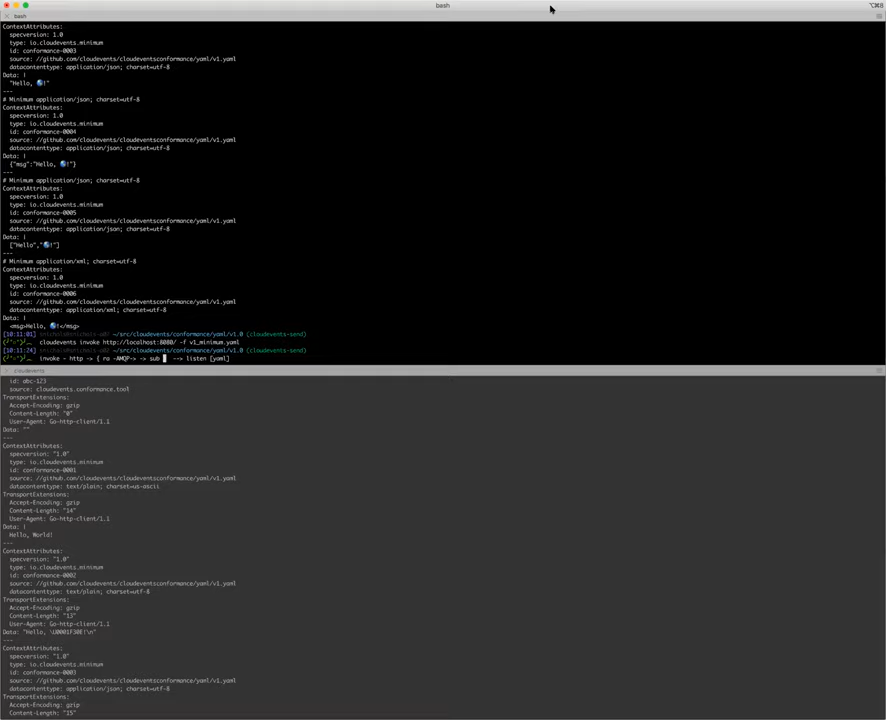 bash
⌥⌘8
bash
ContextAttributes:
specversion: 1.0
type: io.cloudevents.minimum
id: conformance-0003
source: //github.com/cloudevents/cloudeventsconformance/yaml/v1.yaml
datacontenttype: application/json; charset=utf-8
Data: |
"Hello, 🌎!"
---
# Minimum application/json; charset=utf-8
ContextAttributes:
specversion: 1.0
type: io.cloudevents.minimum
id: conformance-0004
source: //github.com/cloudevents/cloudeventsconformance/yaml/v1.yaml
datacontenttype: application/json; charset=utf-8
Data: |
{"msg":"Hello, 🌎!"}
---
# Minimum application/json; charset=utf-8
ContextAttributes:
specversion: 1.0
type: io.cloudevents.minimum
id: conformance-0005
source: //github.com/cloudevents/cloudeventsconformance/yaml/v1.yaml
datacontenttype: application/json; charset=utf-8
Data: |
["Hello","🌎!"]
---
# Minimum application/xml; charset=utf-8
ContextAttributes:
specversion: 1.0
type: io.cloudevents.minimum
id: conformance-0006
source: //github.com/cloudevents/cloudeventsconformance/yaml/v1.yaml
datacontenttype: application/xml; charset=utf-8
Data: |
<msg>Hello, 🌎!</msg>
[10:11:01] ~/src/cloudevents/conformance/yaml/v1.0 (cloudevents-send)
cloudevents invoke http://localhost:8080/ -f v1_minimum.yaml
[10:11:24] ~/src/cloudevents/conformance/yaml/v1.0 (cloudevents-send)
invoke - http -> { ra -AMQP-> -> sub --> listen [yaml]
cloudevents
id: abc-123
source: cloudevents.conformance.tool
TransportExtensions:
Accept-Encoding: gzip
Content-Length: "0"
User-Agent: Go-http-client/1.1
Data: ""
---
ContextAttributes:
specversion: "1.0"
type: io.cloudevents.minimum
id: conformance-0001
source: //github.com/cloudevents/cloudeventsconformance/yaml/v1.yaml
datacontenttype: text/plain; charset=us-ascii
TransportExtensions:
Accept-Encoding: gzip
Content-Length: "14"
User-Agent: Go-http-client/1.1
Data: |
Hello, World!
---
ContextAttributes:
specversion: "1.0"
type: io.cloudevents.minimum
id: conformance-0002
source: //github.com/cloudevents/cloudeventsconformance/yaml/v1.yaml
datacontenttype: text/plain; charset=utf-8
TransportExtensions:
Accept-Encoding: gzip
Content-Length: "13"
User-Agent: Go-http-client/1.1
Data: "Hello, \U0001F30E!\n"
---
ContextAttributes:
specversion: "1.0"
type: io.cloudevents.minimum
id: conformance-0003
source: //github.com/cloudevents/cloudeventsconformance/yaml/v1.yaml
datacontenttype: application/json; charset=utf-8
TransportExtensions:
Accept-Encoding: gzip
Content-Length: "15"